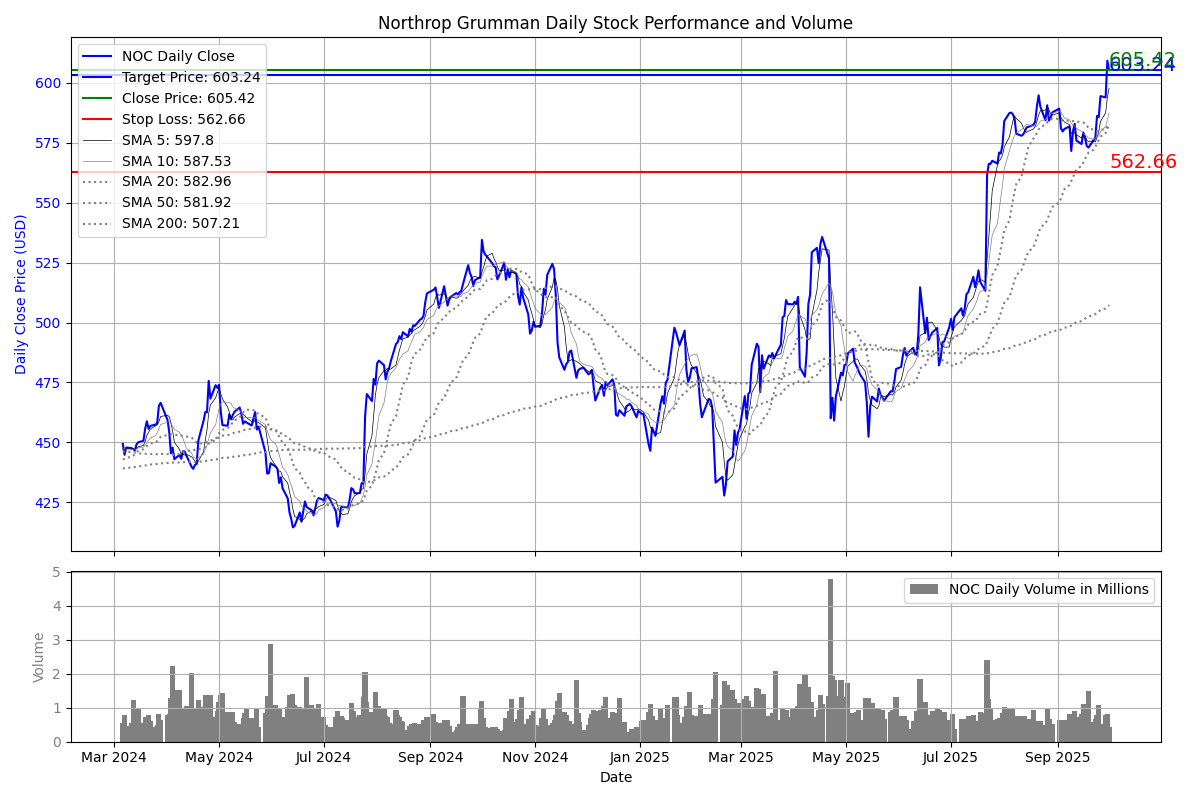 Northrop Grumman Daily Stock Performance and Volume
NOC Daily Close
Target Price: 603.24
Close Price: 605.42
Stop Loss: 562.66
SMA 5: 597.8
SMA 10: 587.53
SMA 20: 582.96
SMA 50: 581.92
SMA 200: 507.21
605.42
603.24
562.66
600
575
550
525
500
475
450
425
Daily Close Price (USD)
NOC Daily Volume in Millions
5
4
3
2
1
0
Volume
Mar 2024
May 2024
Jul 2024
Sep 2024
Nov 2024
Jan 2025
Mar 2025
May 2025
Jul 2025
Sep 2025
Date